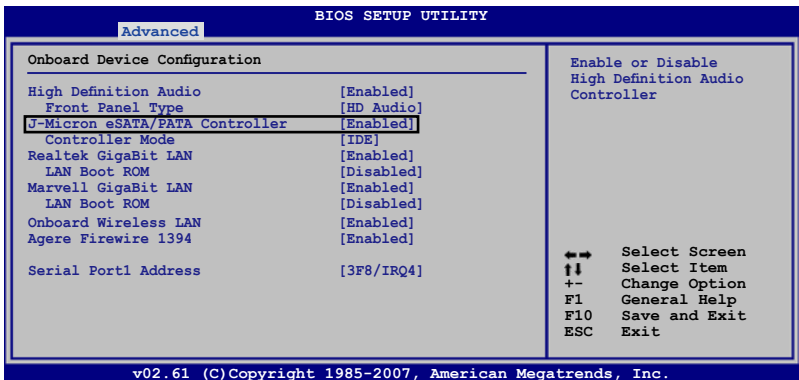 BIOS SETUP UTILITY
Advanced
Onboard Device Configuration
High Definition Audio [Enabled]
Front Panel Type [HD Audio]
J-Micron eSATA/PATA Controller [Enabled]
Controller Mode [IDE]
Realtek GigaBit LAN [Enabled]
LAN Boot ROM [Disabled]
Marvell GigaBit LAN [Enabled]
LAN Boot ROM [Disabled]
Onboard Wireless LAN [Enabled]
Agere Firewire 1394 [Enabled]
Serial Port1 Address [3F8/IRQ4]
Enable or Disable
High Definition Audio
Controller
←→ Select Screen
↑↓ Select Item
+- Change Option
F1 General Help
F10 Save and Exit
ESC Exit
v02.61 (C)Copyright 1985-2007, American Megatrends, Inc.